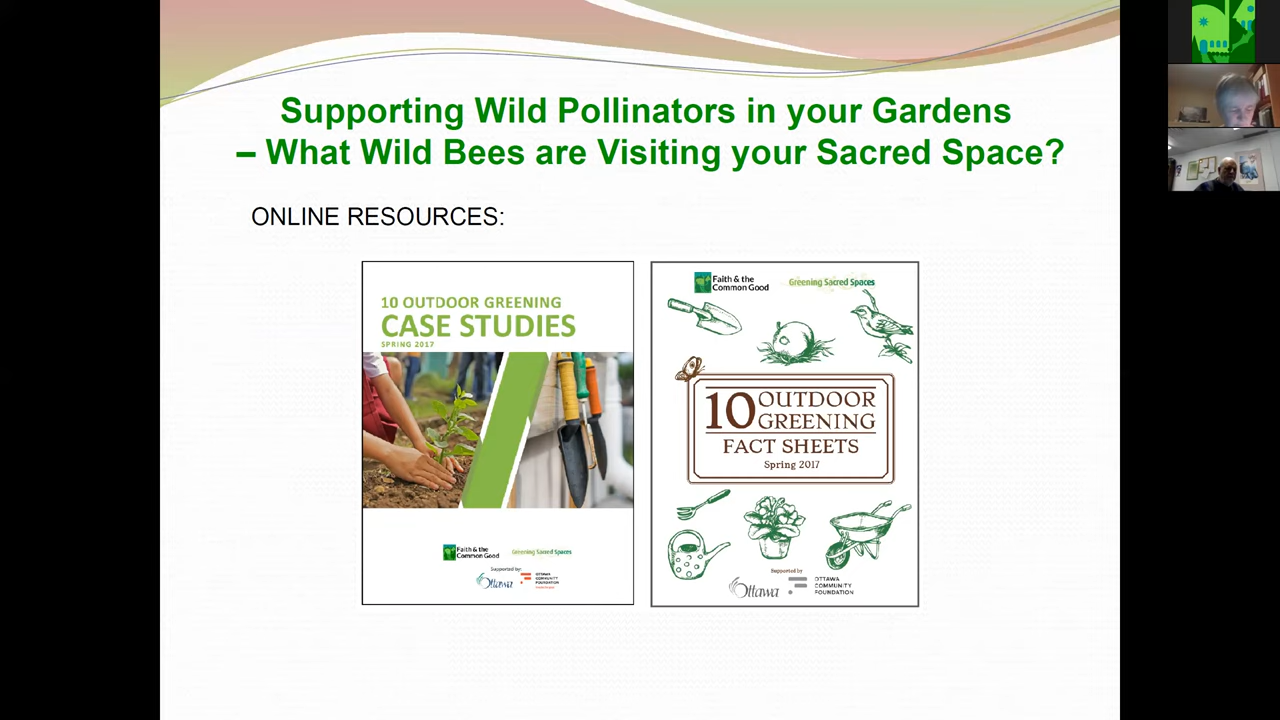 Supporting Wild Pollinators in your Gardens
– What Wild Bees are Visiting your Sacred Space?
ONLINE RESOURCES:
10 OUTDOOR GREENING
CASE STUDIES
SPRING 2017
Faith & the
Common Good
Greening Sacred Spaces
Supported by:
Ottawa
OTTAWA
COMMUNITY
FOUNDATION
Faith & the
Common Good
Greening Sacred Spaces
10 OUTDOOR
GREENING
FACT SHEETS
Spring 2017
Supported by
Ottawa
OTTAWA
COMMUNITY
FOUNDATION